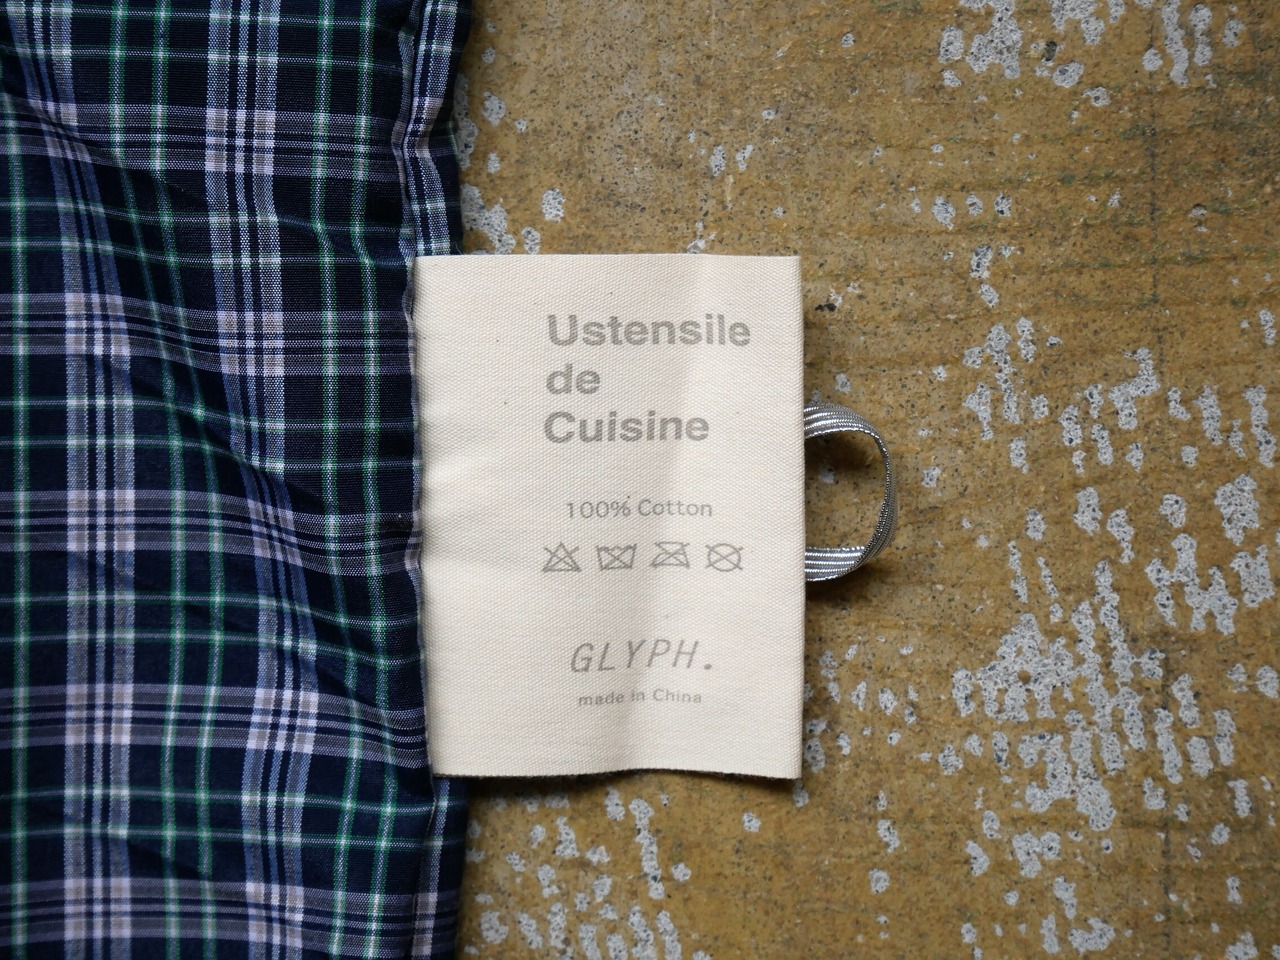 Ustensile
de
Cuisine
100% Cotton
GLYPH.
made in China